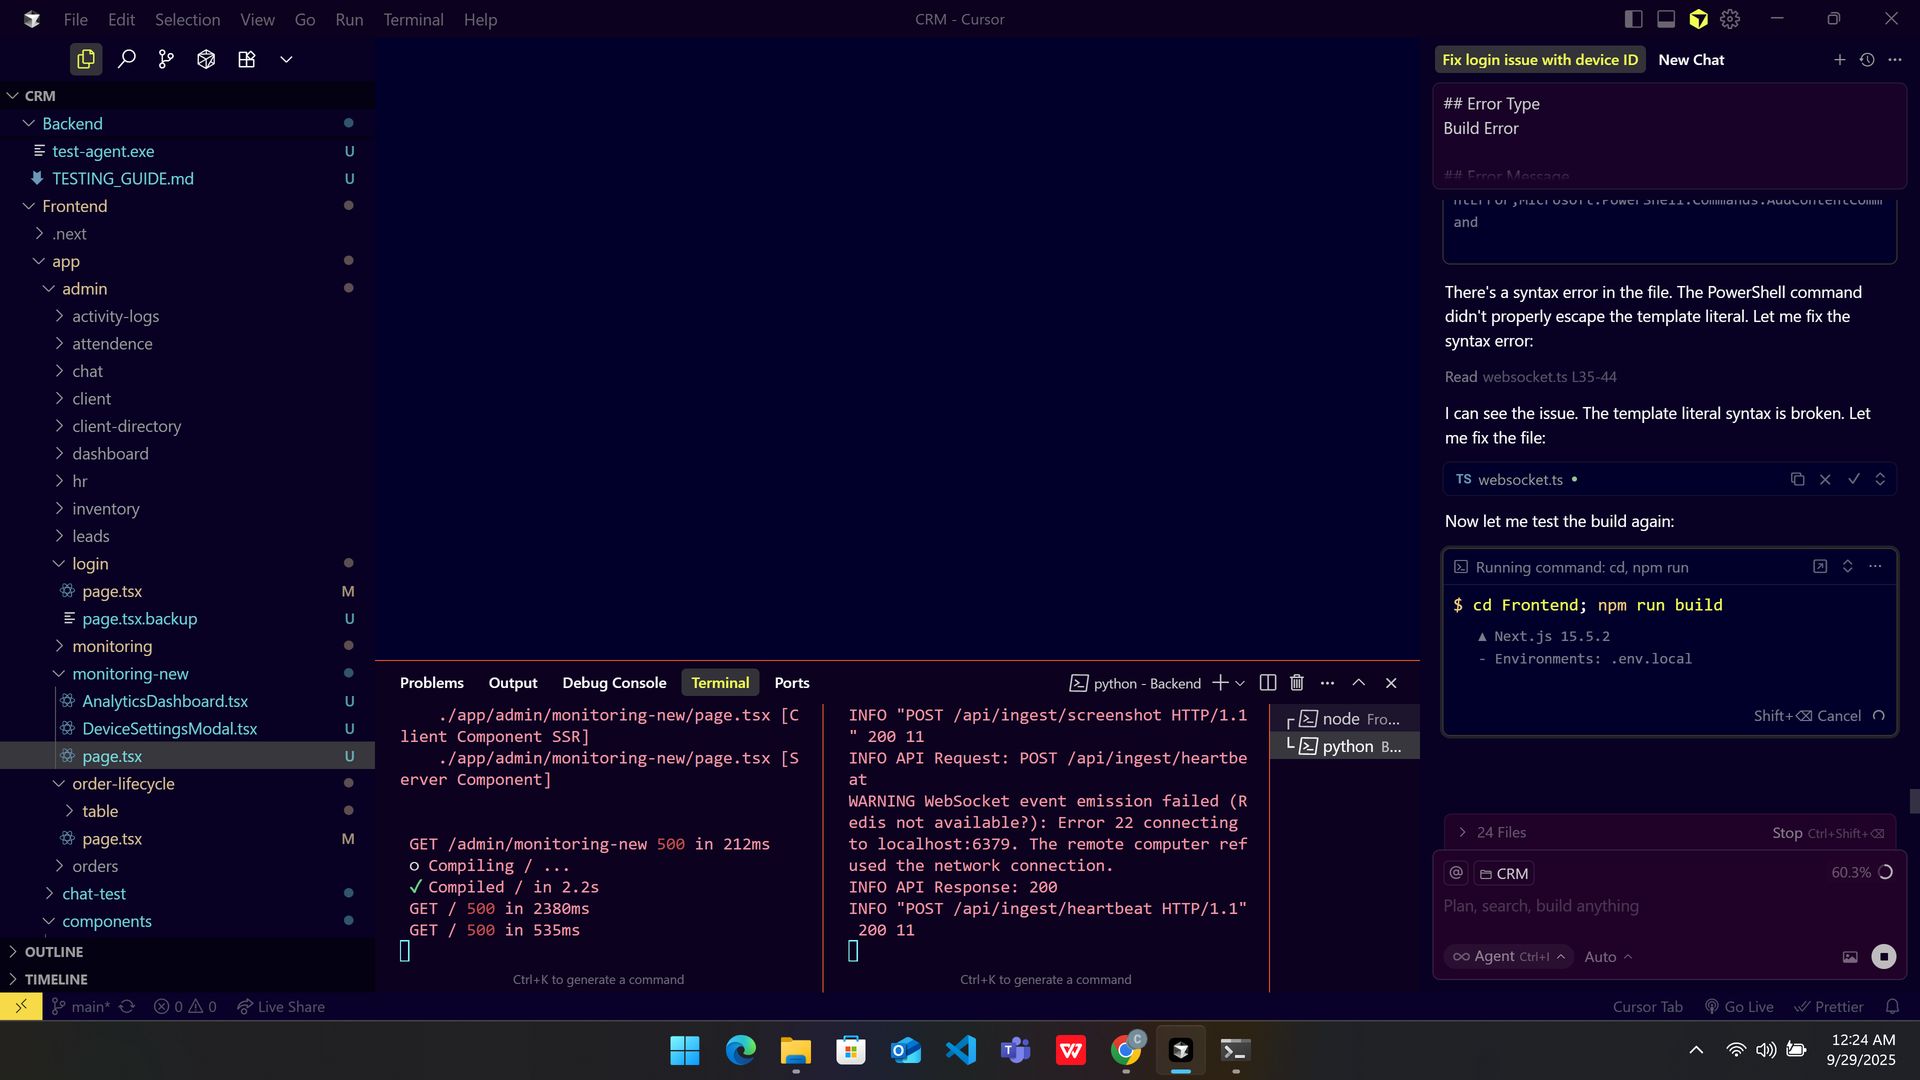 File Edit Selection View Go Run Terminal Help
CRM - Cursor
CRM
Backend
test-agent.exe U
TESTING_GUIDE.md U
Frontend
.next
app
admin
activity-logs
attendence
chat
client
client-directory
dashboard
hr
inventory
leads
login
page.tsx M
page.tsx.backup U
monitoring
monitoring-new
AnalyticsDashboard.tsx U
DeviceSettingsModal.tsx U
page.tsx U
order-lifecycle
table
page.tsx M
orders
chat-test
components
OUTLINE
TIMELINE
Problems Output Debug Console Terminal Ports
python - Backend
./app/admin/monitoring-new/page.tsx [C
lient Component SSR]
./app/admin/monitoring-new/page.tsx [S
erver Component]
GET /admin/monitoring-new 500 in 212ms
○ Compiling / ...
✓ Compiled / in 2.2s
GET / 500 in 2380ms
GET / 500 in 535ms
Ctrl+K to generate a command
INFO "POST /api/ingest/screenshot HTTP/1.1
" 200 11
INFO API Request: POST /api/ingest/heartbe
at
WARNING WebSocket event emission failed (R
edis not available?): Error 22 connecting
to localhost:6379. The remote computer ref
used the network connection.
INFO API Response: 200
INFO "POST /api/ingest/heartbeat HTTP/1.1"
200 11
Ctrl+K to generate a command
node Fro...
python B...
Fix login issue with device ID New Chat
## Error Type
Build Error
## Error Message
ntError,Microsoft.PowerShell.Commands.AddContentComm
and
There's a syntax error in the file. The PowerShell command
didn't properly escape the template literal. Let me fix the
syntax error:
Read websocket.ts L35-44
I can see the issue. The template literal syntax is broken. Let
me fix the file:
TS websocket.ts
Now let me test the build again:
Running command: cd, npm run
$ cd Frontend; npm run build
▲ Next.js 15.5.2
- Environments: .env.local
Shift+⌫ Cancel
24 Files
Stop Ctrl+Shift+⌫
@ CRM 60.3%
Plan, search, build anything
Agent Ctrl+I Auto
main* 0 0 Live Share
Cursor Tab Go Live Prettier
12:24 AM
9/29/2025